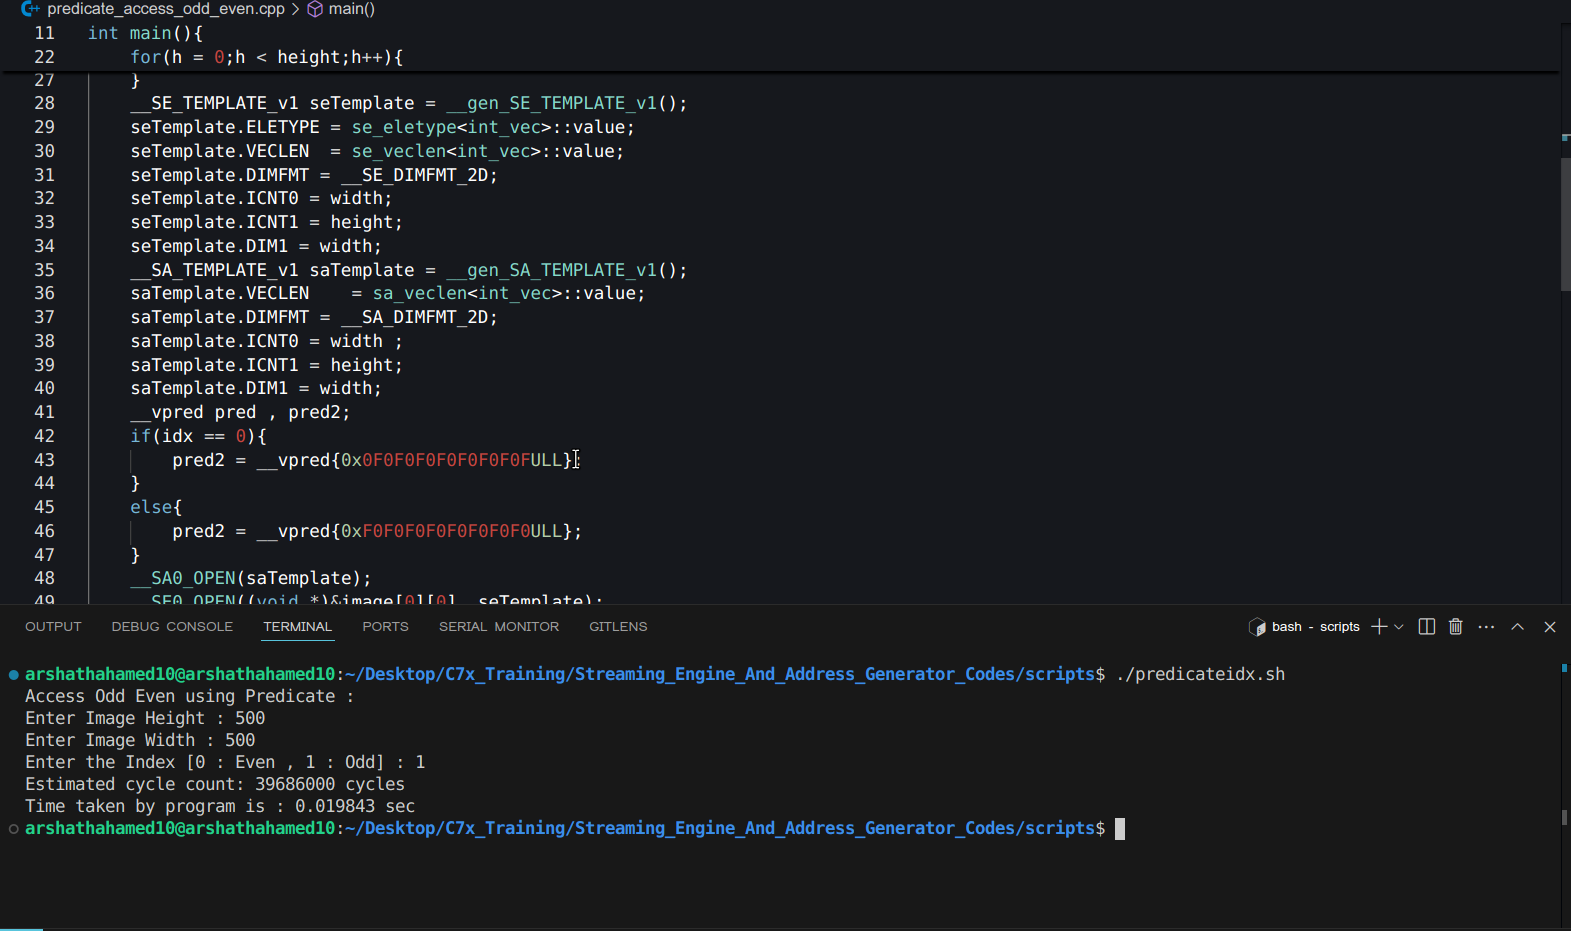 predicate_access_odd_even.cpp > main()
11 int main(){
22 for(h = 0;h < height;h++){
27 }
28 __SE_TEMPLATE_v1 seTemplate = __gen_SE_TEMPLATE_v1();
29 seTemplate.ELETYPE = se_eletype<int_vec>::value;
30 seTemplate.VECLEN  = se_veclen<int_vec>::value;
31 seTemplate.DIMFMT = __SE_DIMFMT_2D;
32 seTemplate.ICNT0 = width;
33 seTemplate.ICNT1 = height;
34 seTemplate.DIM1 = width;
35 __SA_TEMPLATE_v1 saTemplate = __gen_SA_TEMPLATE_v1();
36 saTemplate.VECLEN    = sa_veclen<int_vec>::value;
37 saTemplate.DIMFMT = __SA_DIMFMT_2D;
38 saTemplate.ICNT0 = width ;
39 saTemplate.ICNT1 = height;
40 saTemplate.DIM1 = width;
41 __vpred pred , pred2;
42 if(idx == 0){
43 pred2 = __vpred{0x0F0F0F0F0F0F0F0FULL};
44 }
45 else{
46 pred2 = __vpred{0xF0F0F0F0F0F0F0F0ULL};
47 }
48 __SA0_OPEN(saTemplate);
49 __SE0_OPEN((void *)&image[0][0], seTemplate);
OUTPUT DEBUG CONSOLE TERMINAL PORTS SERIAL MONITOR GITLENS bash - scripts
arshathahamed10@arshathahamed10:~/Desktop/C7x_Training/Streaming_Engine_And_Address_Generator_Codes/scripts$ ./predicateidx.sh
Access Odd Even using Predicate :
Enter Image Height : 500
Enter Image Width : 500
Enter the Index [0 : Even , 1 : Odd] : 1
Estimated cycle count: 39686000 cycles
Time taken by program is : 0.019843 sec
arshathahamed10@arshathahamed10:~/Desktop/C7x_Training/Streaming_Engine_And_Address_Generator_Codes/scripts$